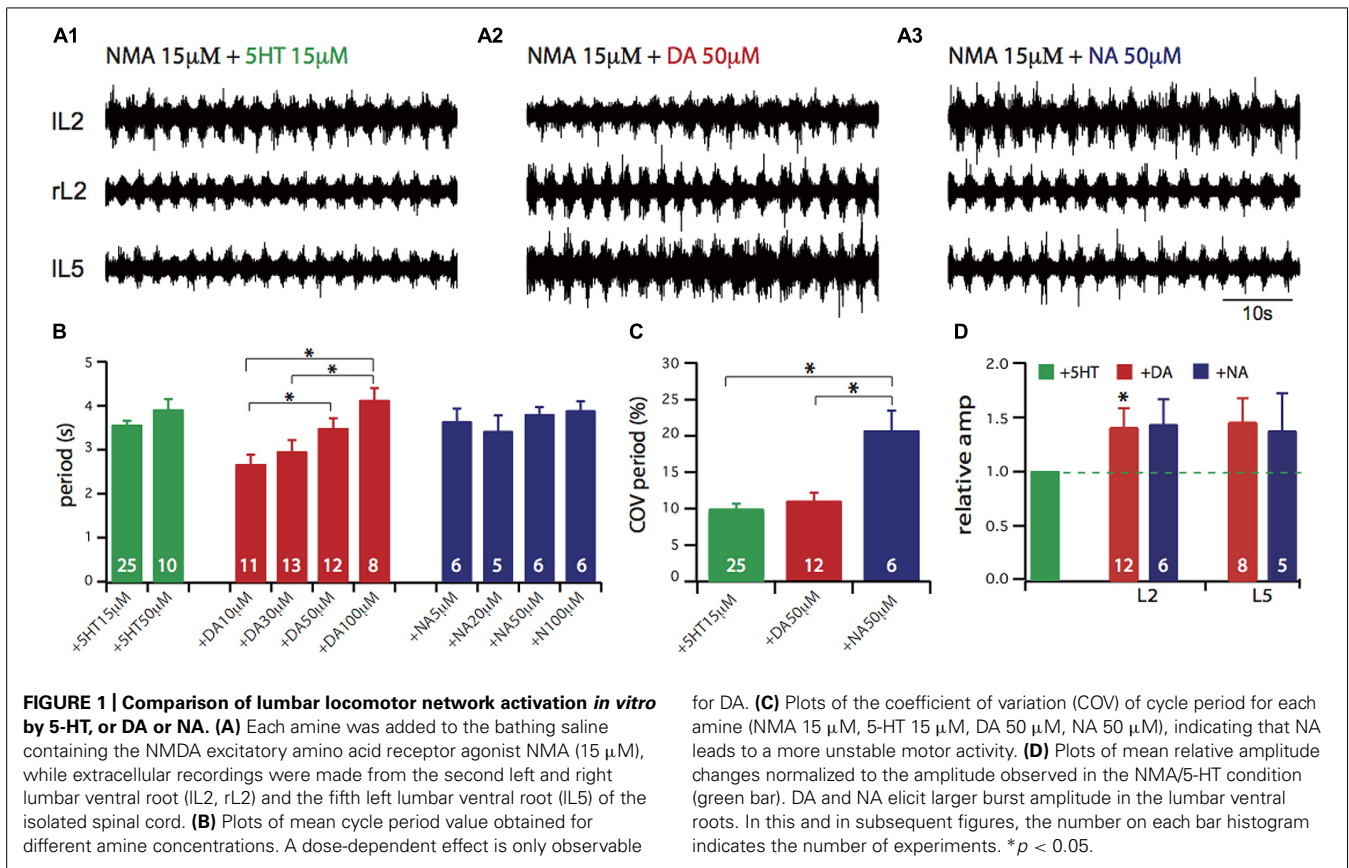 A1
A2
A3
NMA 15µM + 5HT 15µM
NMA 15µM + DA 50µM
NMA 15µM + NA 50µM
lL2
rL2
lL5
10s
B
5
4
3
2
1
0
period (s)
*
*
*
25
10
11
13
12
8
6
5
6
6
+5HT15µM
+5HT50µM
+DA10µM
+DA30µM
+DA50µM
+DA100µM
+NA5µM
+NA20µM
+NA50µM
+N100µM
C
30
25
20
15
10
5
0
COV period (%)
*
*
25
12
6
+5HT15µM
+DA50µM
+NA50µM
D
2.0
1.5
1.0
0.5
0.0
relative amp
+5HT
+DA
+NA
*
12
6
8
5
L2
L5
FIGURE 1 | Comparison of lumbar locomotor network activation in vitro
by 5-HT, or DA or NA. (A) Each amine was added to the bathing saline
containing the NMDA excitatory amino acid receptor agonist NMA (15 µM),
while extracellular recordings were made from the second left and right
lumbar ventral root (lL2, rL2) and the fifth left lumbar ventral root (lL5) of the
isolated spinal cord. (B) Plots of mean cycle period value obtained for
different amine concentrations. A dose-dependent effect is only observable
for DA. (C) Plots of the coefficient of variation (COV) of cycle period for each
amine (NMA 15 µM, 5-HT 15 µM, DA 50 µM, NA 50 µM), indicating that NA
leads to a more unstable motor activity. (D) Plots of mean relative amplitude
changes normalized to the amplitude observed in the NMA/5-HT condition
(green bar). DA and NA elicit larger burst amplitude in the lumbar ventral
roots. In this and in subsequent figures, the number on each bar histogram
indicates the number of experiments. *p < 0.05.